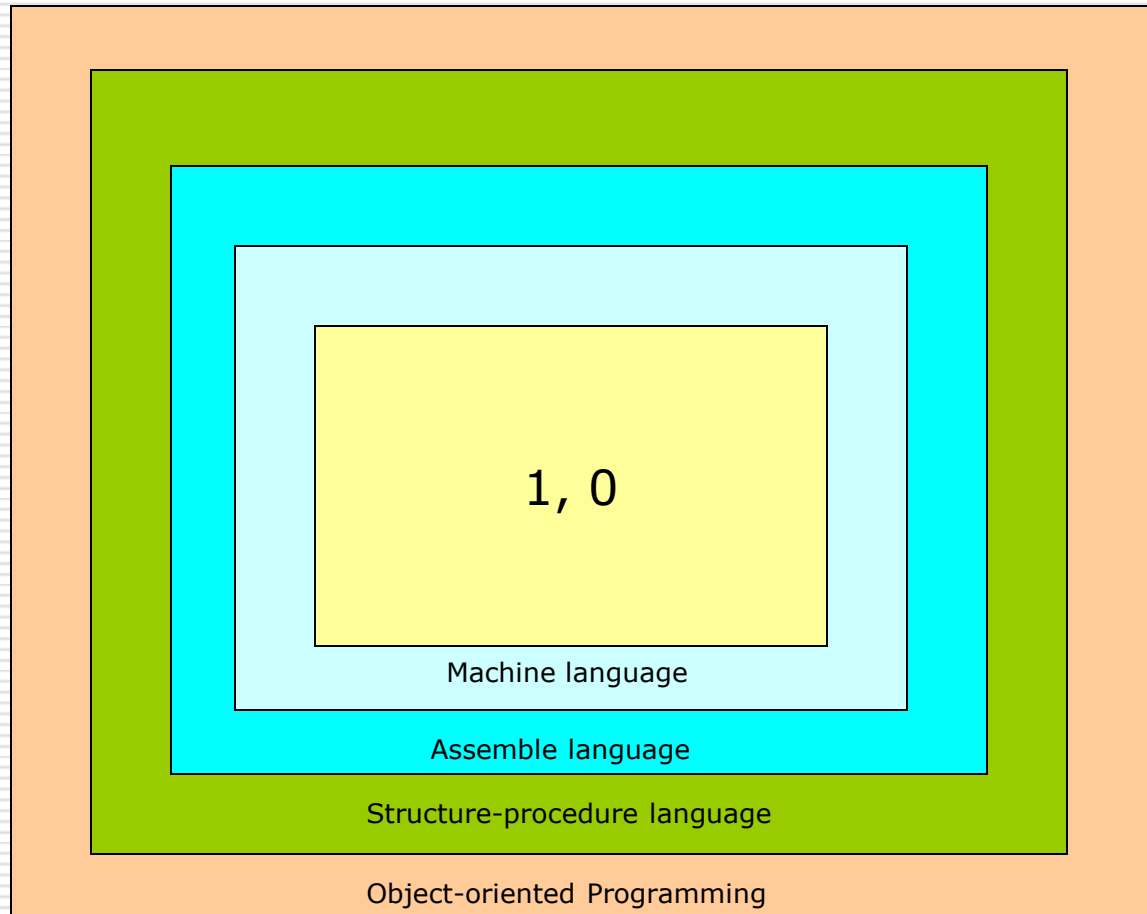 1, 0
Machine language
Assemble language
Structure-procedure language
Object-oriented Programming